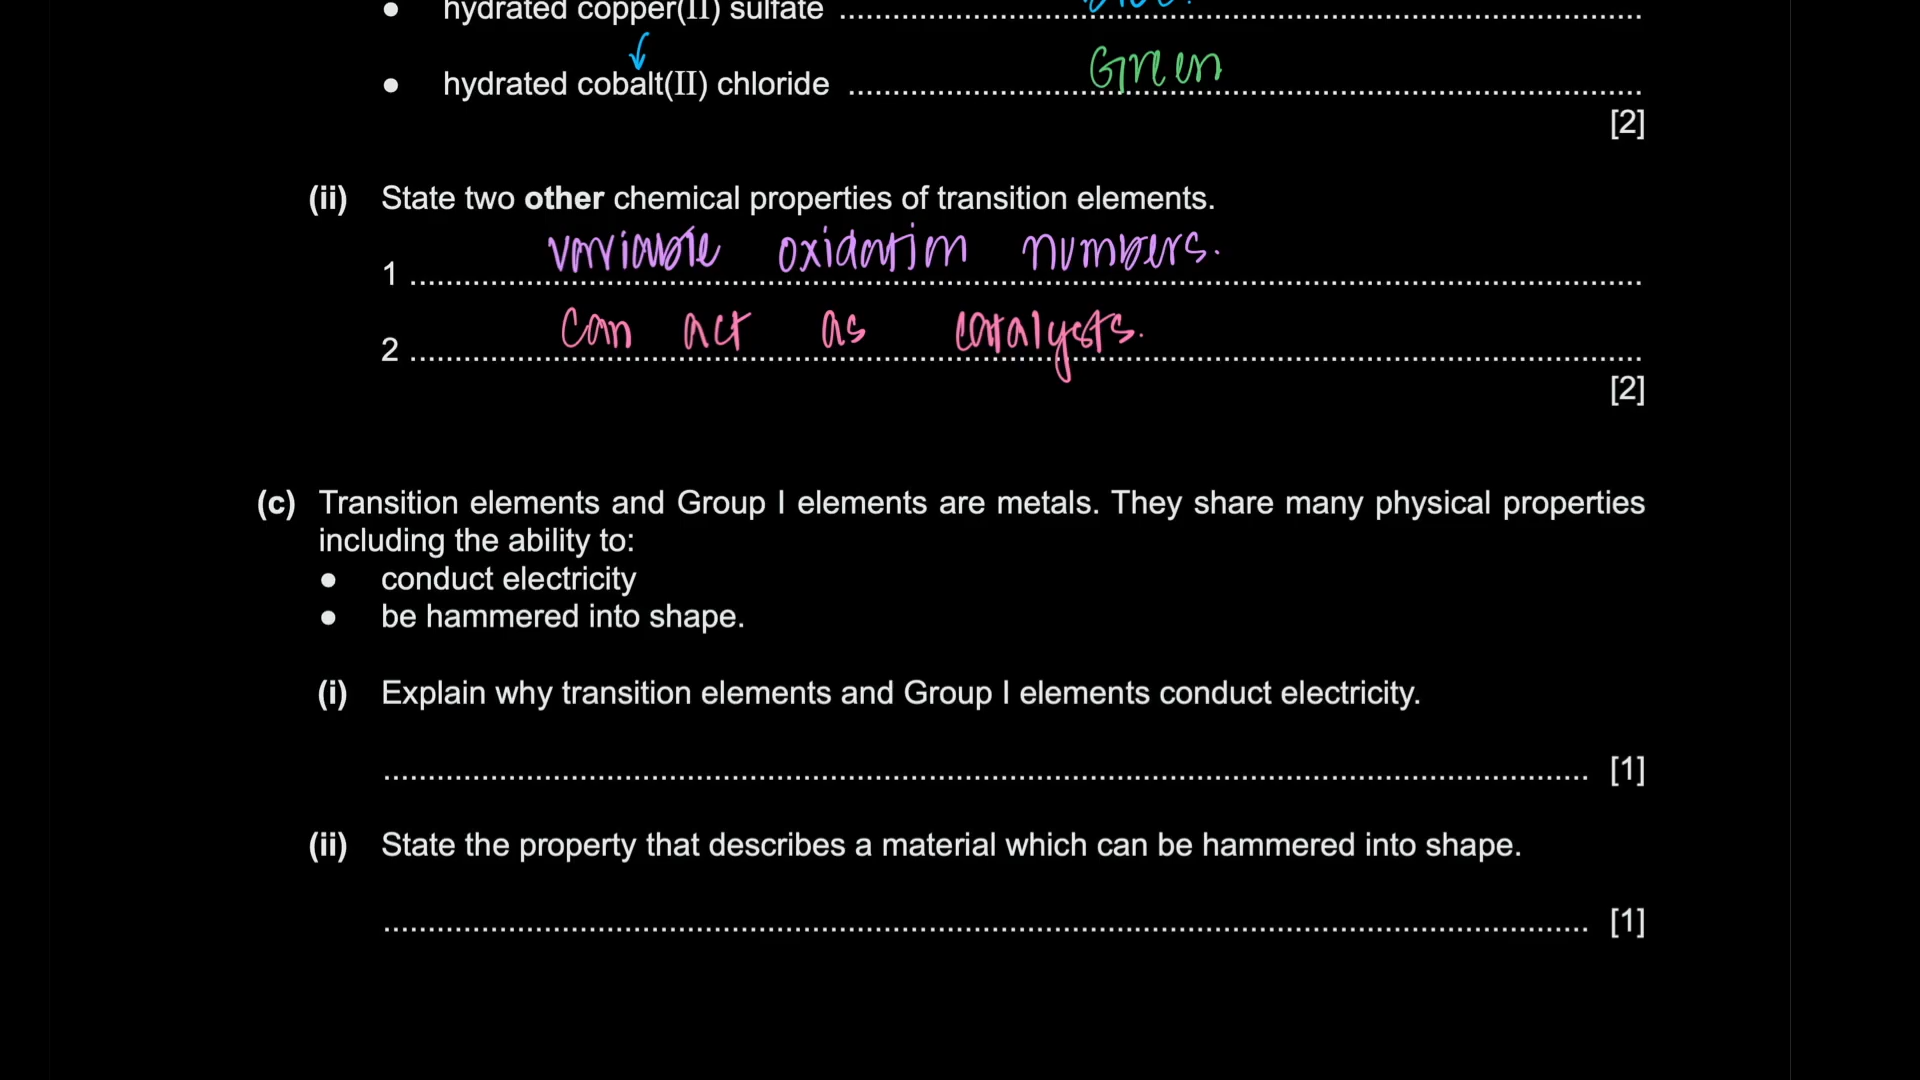 hydrated copper(II) sulfate ........................................ Blue.
hydrated cobalt(II) chloride ........................................ Green
[2]
(ii) State two other chemical properties of transition elements.
1 ........................................ variable oxidation numbers.
2 ........................................ can act as catalysts.
[2]
(c) Transition elements and Group I elements are metals. They share many physical properties
including the ability to:
● conduct electricity
● be hammered into shape.
(i) Explain why transition elements and Group I elements conduct electricity.
........................................ [1]
(ii) State the property that describes a material which can be hammered into shape.
........................................ [1]